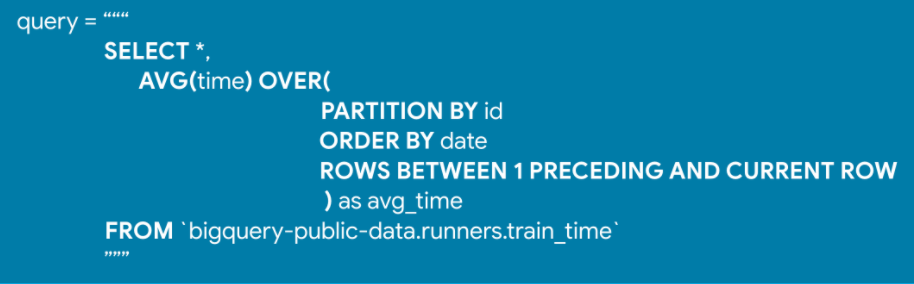 query = “““
SELECT *,
AVG(time) OVER(
PARTITION BY id
ORDER BY date
ROWS BETWEEN 1 PRECEDING AND CURRENT ROW
) as avg_time
FROM `bigquery-public-data.runners.train_time`
”””